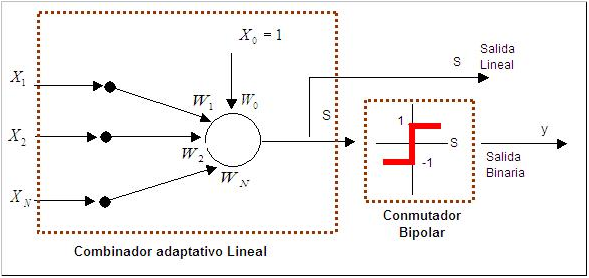 X0 = 1
S
Salida
Lineal
X1
W1
W0
S
1
S
-1
y
X2
W2
Salida
Binaria
WN
XN
Conmutador
Bipolar
Combinador adaptativo Lineal